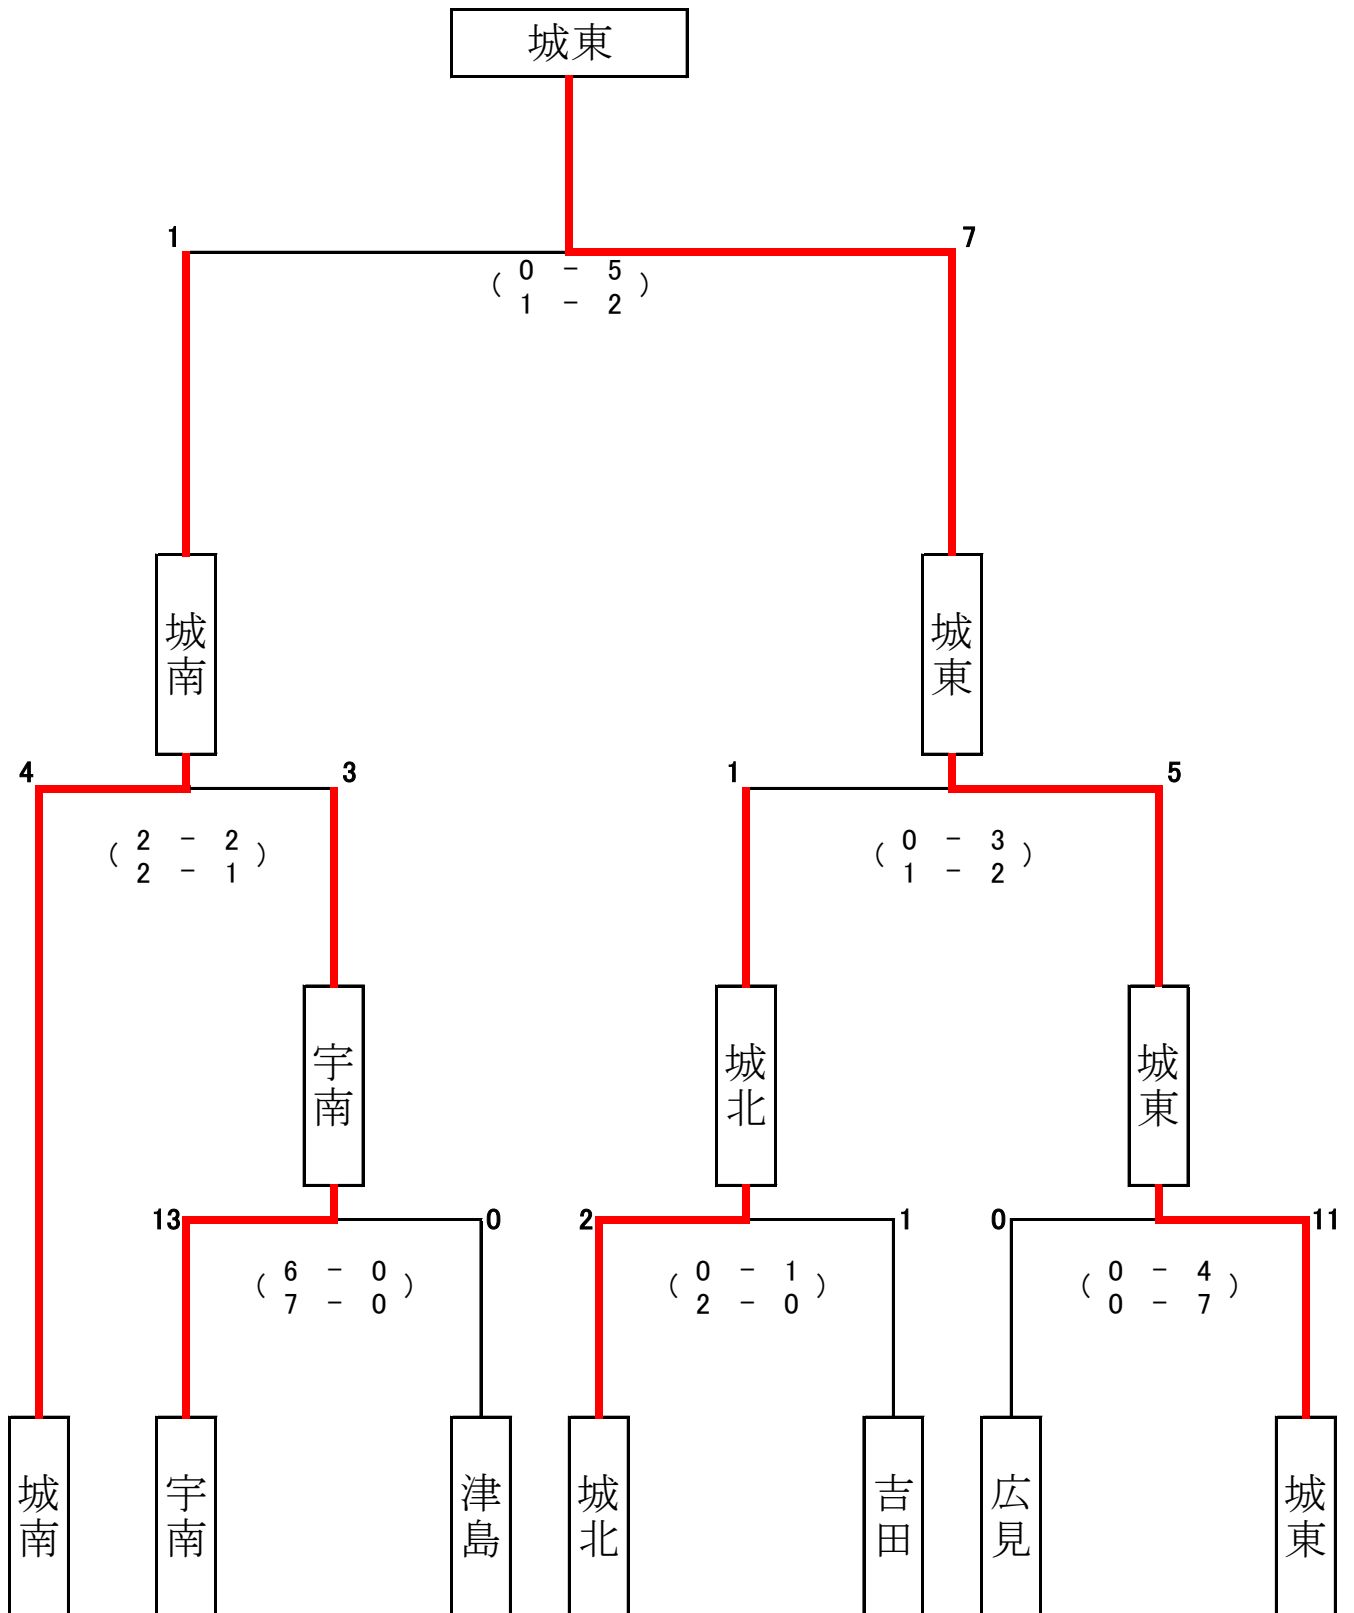 城東
1 7
( 0 - 5 )
1 - 2
城南 城東
4 3 1 5
( 2 - 2 ) ( 0 - 3 )
2 - 1 1 - 2
宇南 城北 城東
13 0 2 1 0 11
( 6 - 0 ) ( 0 - 1 ) ( 0 - 4 )
7 - 0 2 - 0 0 - 7
城南 宇南 津島 城北 吉田 広見 城東